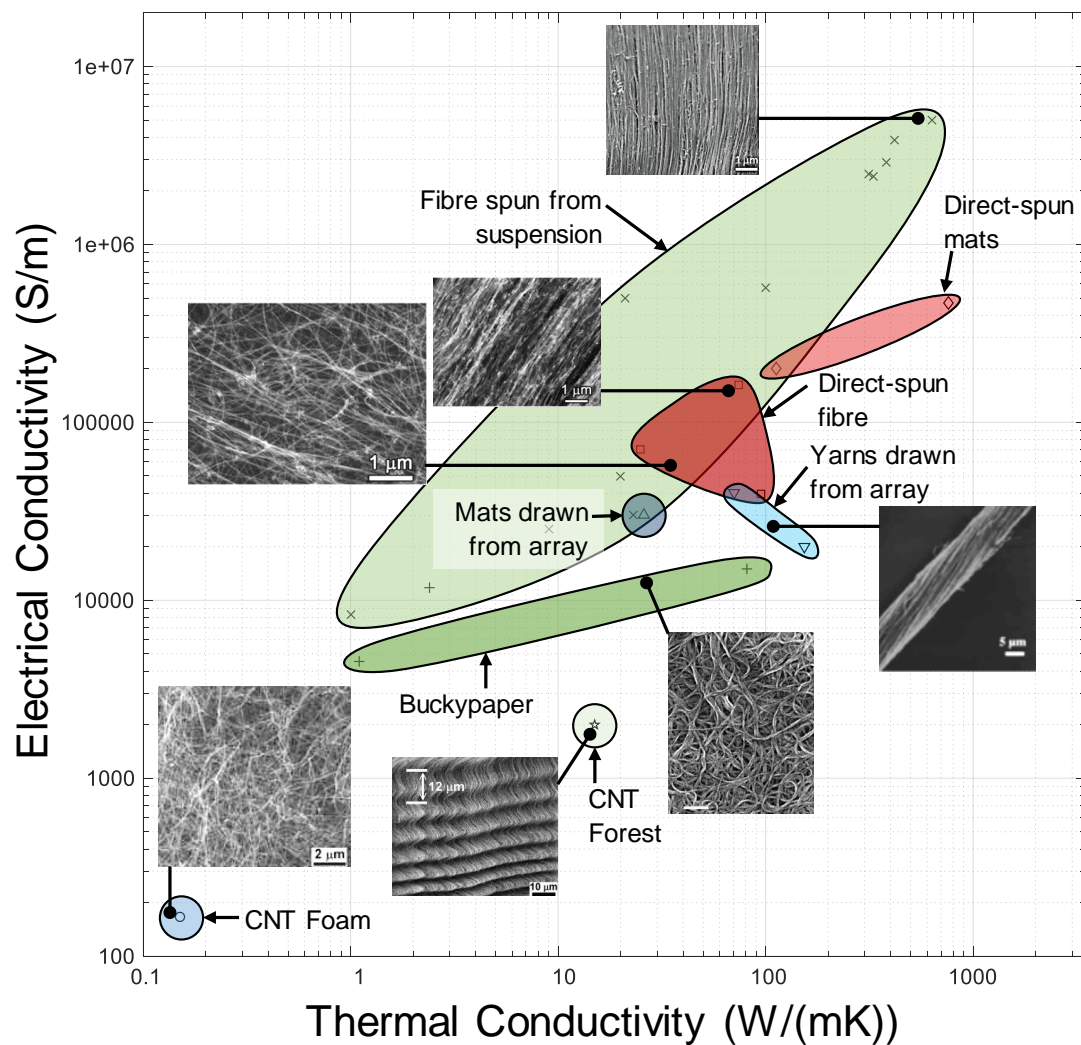 1e+07
1e+06
100000
10000
1000
100
0.1
1
10
100
1000
Electrical Conductivity (S/m)
Thermal Conductivity (W/(mK))
1 μm
Fibre spun from
suspension
Direct-spun
mats
1 μm
1 μm
Direct-spun
fibre
Yarns drawn
from array
Mats drawn
from array
5 μm
Buckypaper
12 μm
10 μm
CNT
Forest
2 μm
CNT Foam